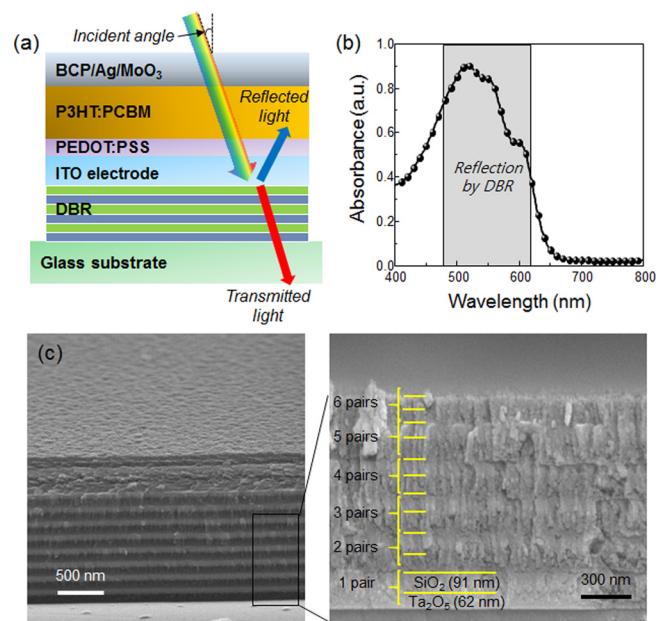 (a)
Incident angle
BCP/Ag/MoO₃
P3HT:PCBM
Reflected
light
PEDOT:PSS
ITO electrode
DBR
Glass substrate
Transmitted
light
(b)
Absorbance (a.u.)
1.0
0.8
0.6
0.4
0.2
0.0
Reflection
by DBR
400 500 600 700 800
Wavelength (nm)
(c)
500 nm
6 pairs
5 pairs
4 pairs
3 pairs
2 pairs
1 pair
SiO₂ (91 nm)
Ta₂O₅ (62 nm)
300 nm